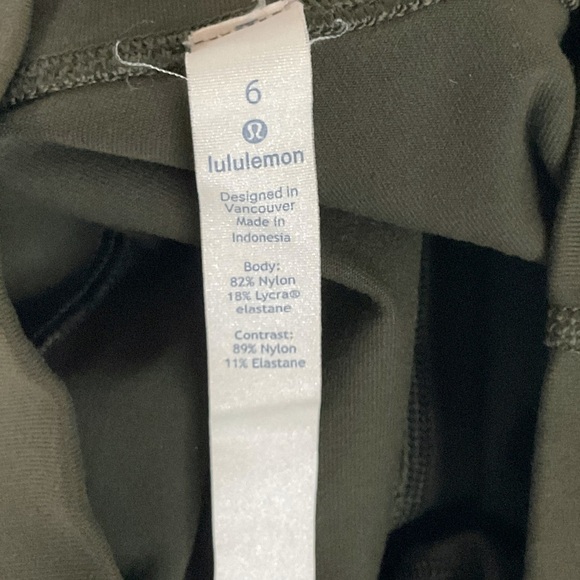 6
lululemon
Designed in
Vancouver
Made in
Indonesia
Body:
82% Nylon
18% Lycra®
elastane
Contrast:
89% Nylon
11% Elastane